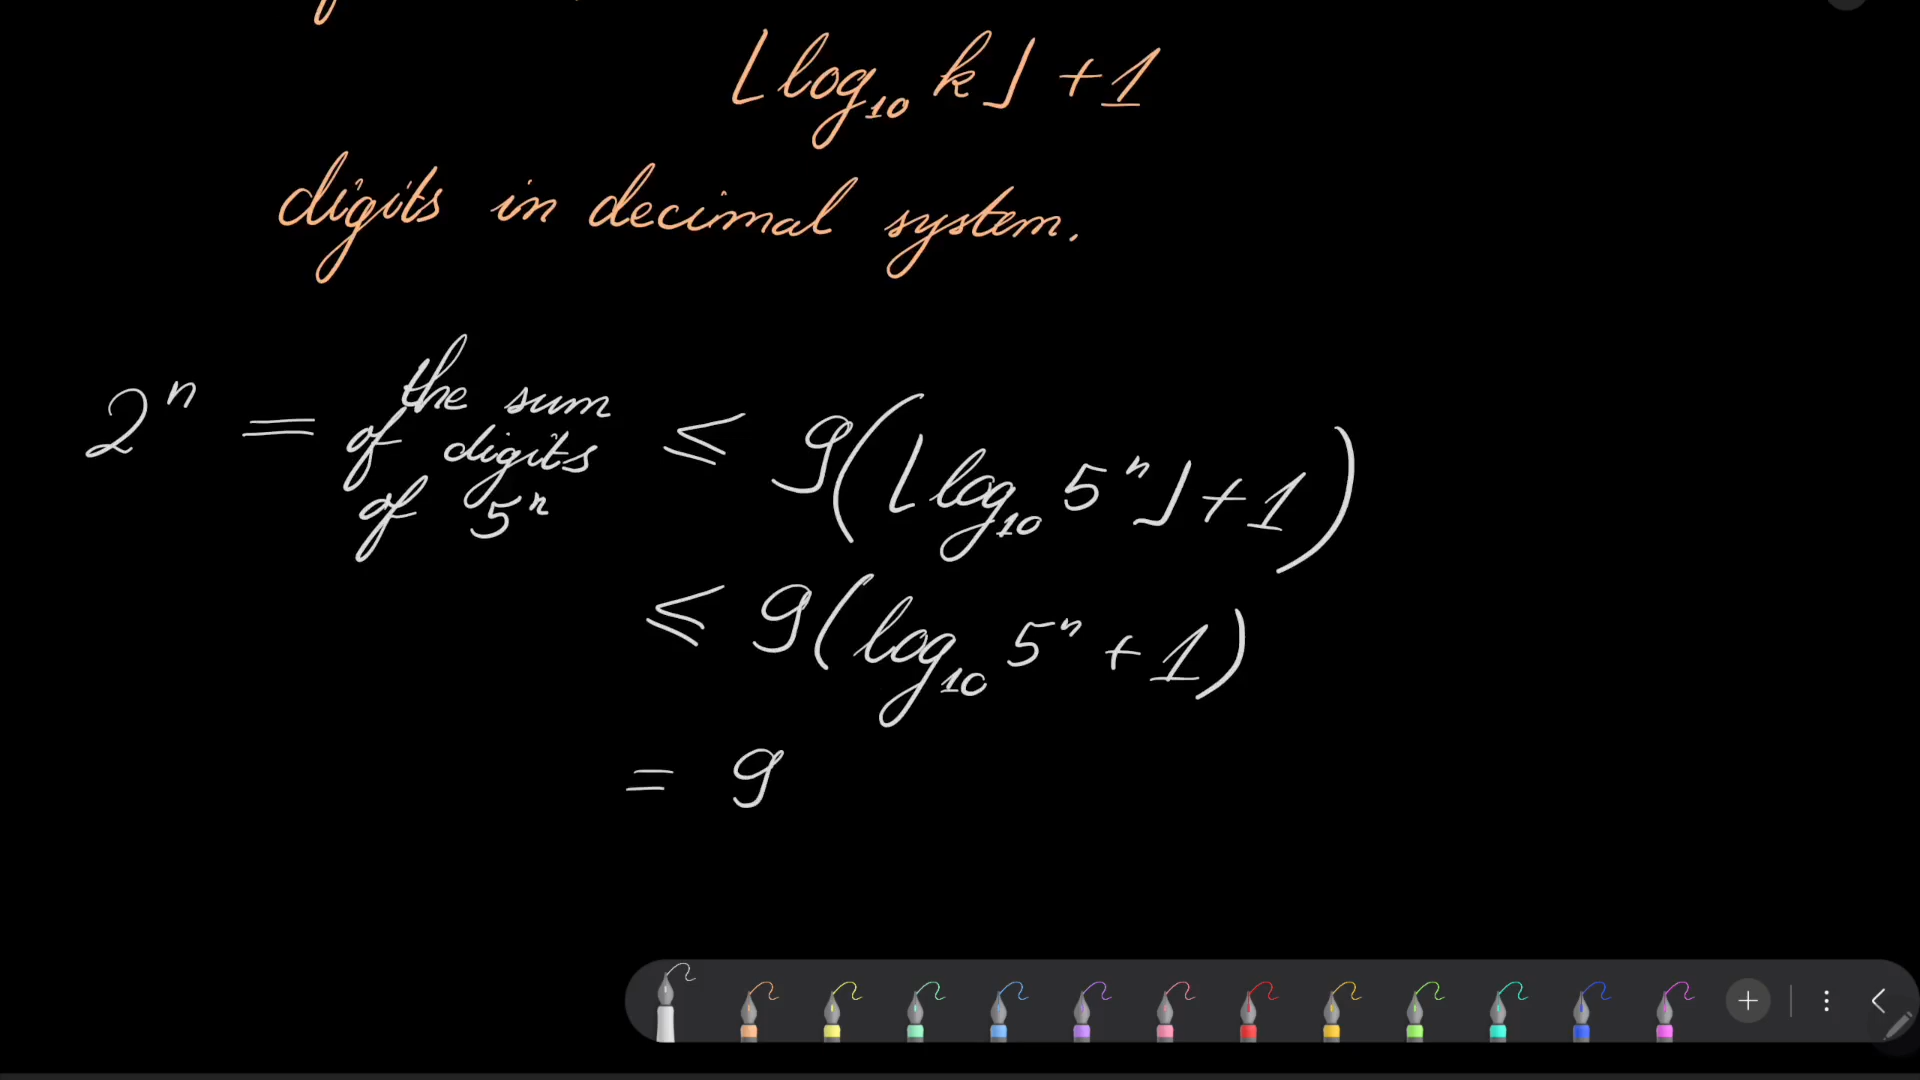 ⌊log₁₀ k⌋ + 1
digits in decimal system.
2ⁿ = the sum of digits of 5ⁿ ≤ 9(⌊log₁₀ 5ⁿ⌋ + 1)
≤ 9(log₁₀ 5ⁿ + 1)
= 9